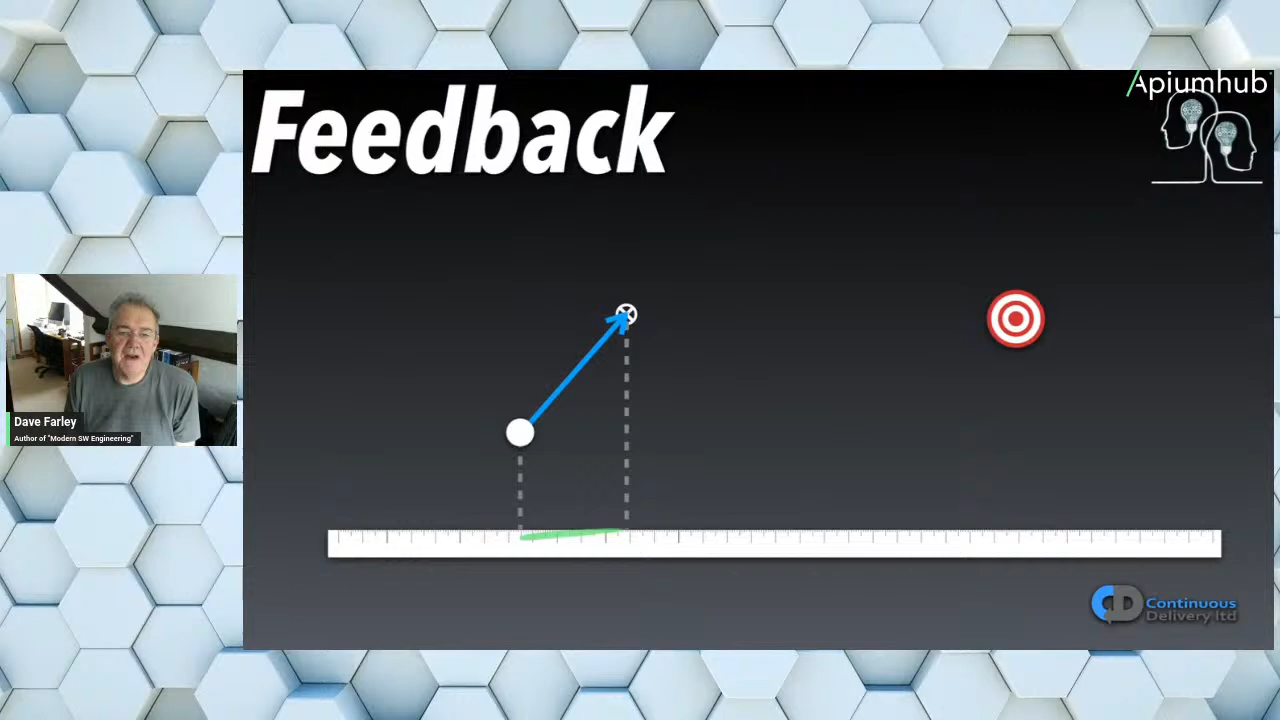 Feedback
Apiumhub
Dave Farley
Author of "Modern SW Engineering"
Continuous
Delivery ltd